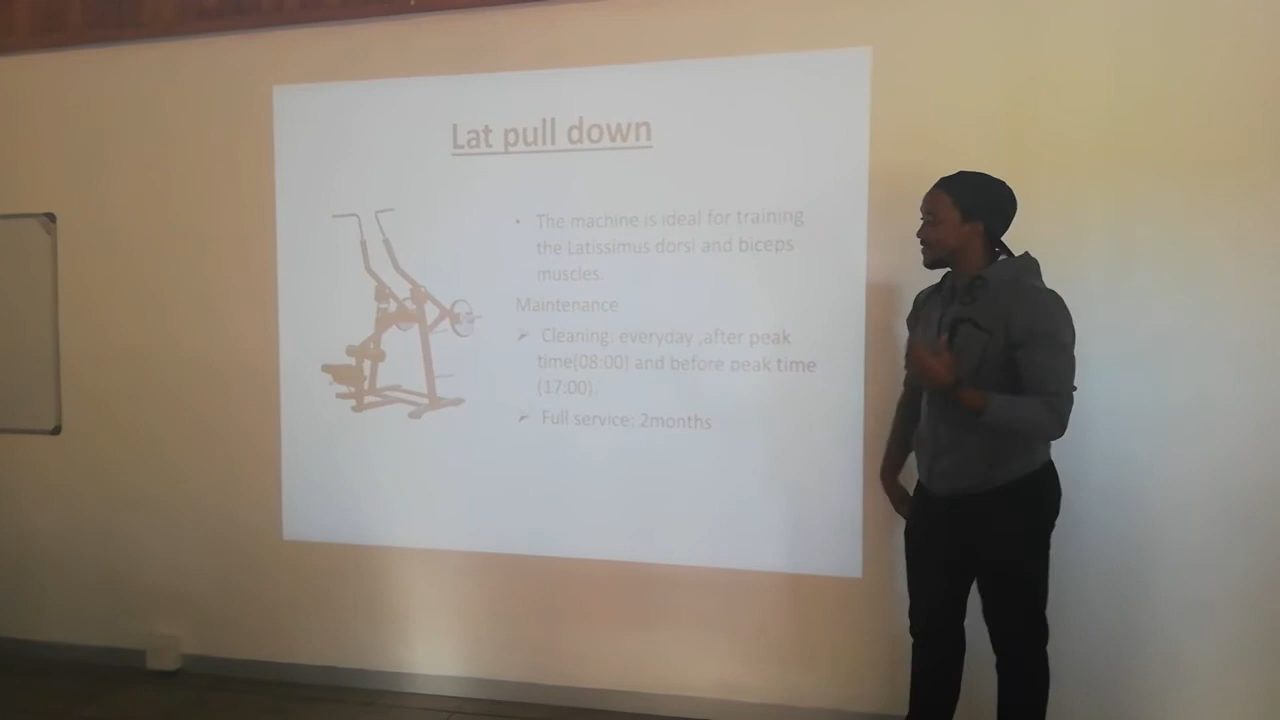 Lat pull down
• The machine is ideal for training
the Latissimus dorsi and biceps
muscles.
Maintenance
➢ Cleaning: everyday ,after peak
time(08:00) and before peak time
(17:00).
➢ Full service: 2months